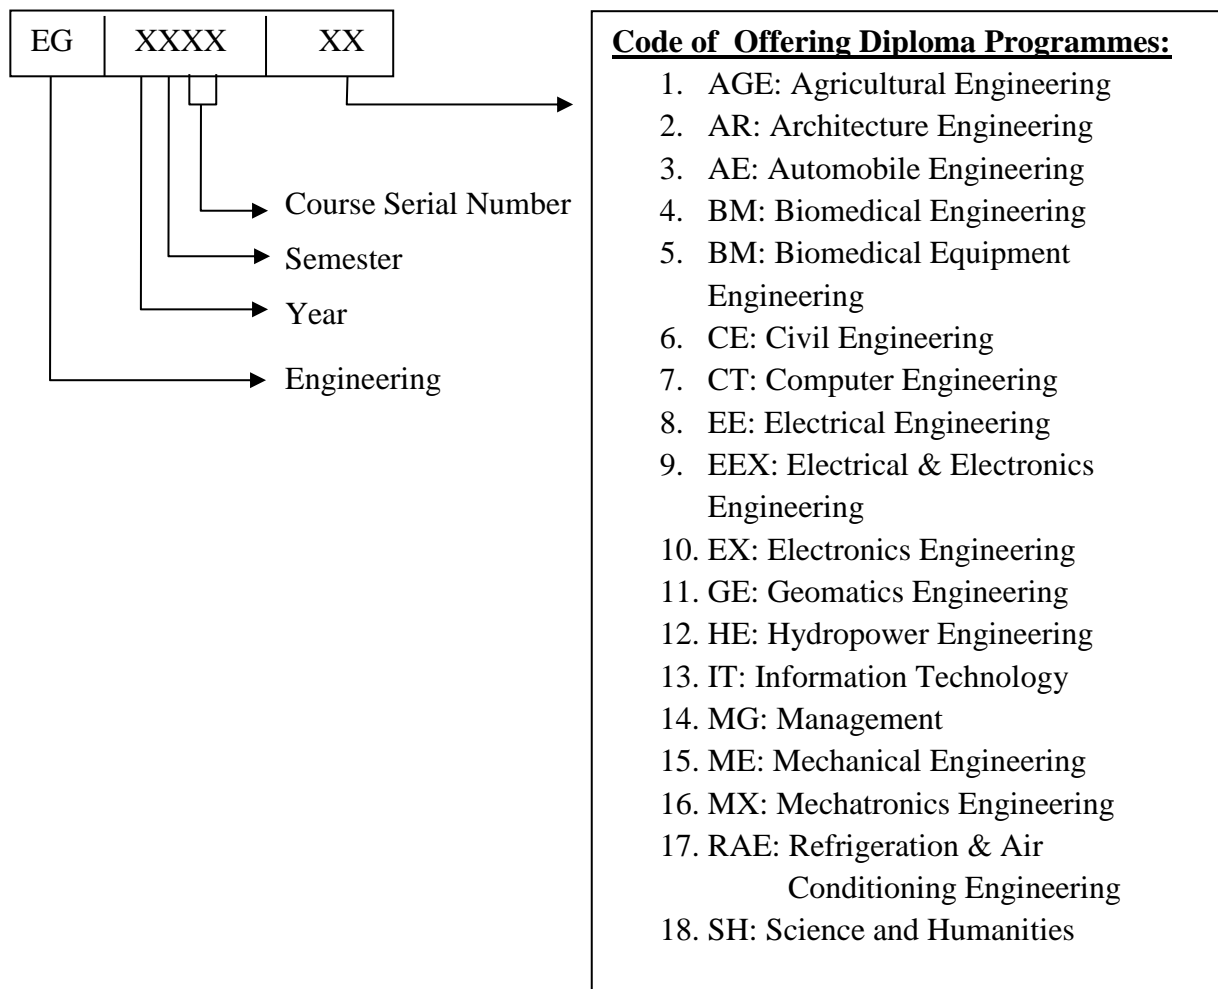 EG XXXX XX
Course Serial Number
Semester
Year
Engineering
Code of Offering Diploma Programmes:
1. AGE: Agricultural Engineering
2. AR: Architecture Engineering
3. AE: Automobile Engineering
4. BM: Biomedical Engineering
5. BM: Biomedical Equipment
Engineering
6. CE: Civil Engineering
7. CT: Computer Engineering
8. EE: Electrical Engineering
9. EEX: Electrical & Electronics
Engineering
10. EX: Electronics Engineering
11. GE: Geomatics Engineering
12. HE: Hydropower Engineering
13. IT: Information Technology
14. MG: Management
15. ME: Mechanical Engineering
16. MX: Mechatronics Engineering
17. RAE: Refrigeration & Air
Conditioning Engineering
18. SH: Science and Humanities